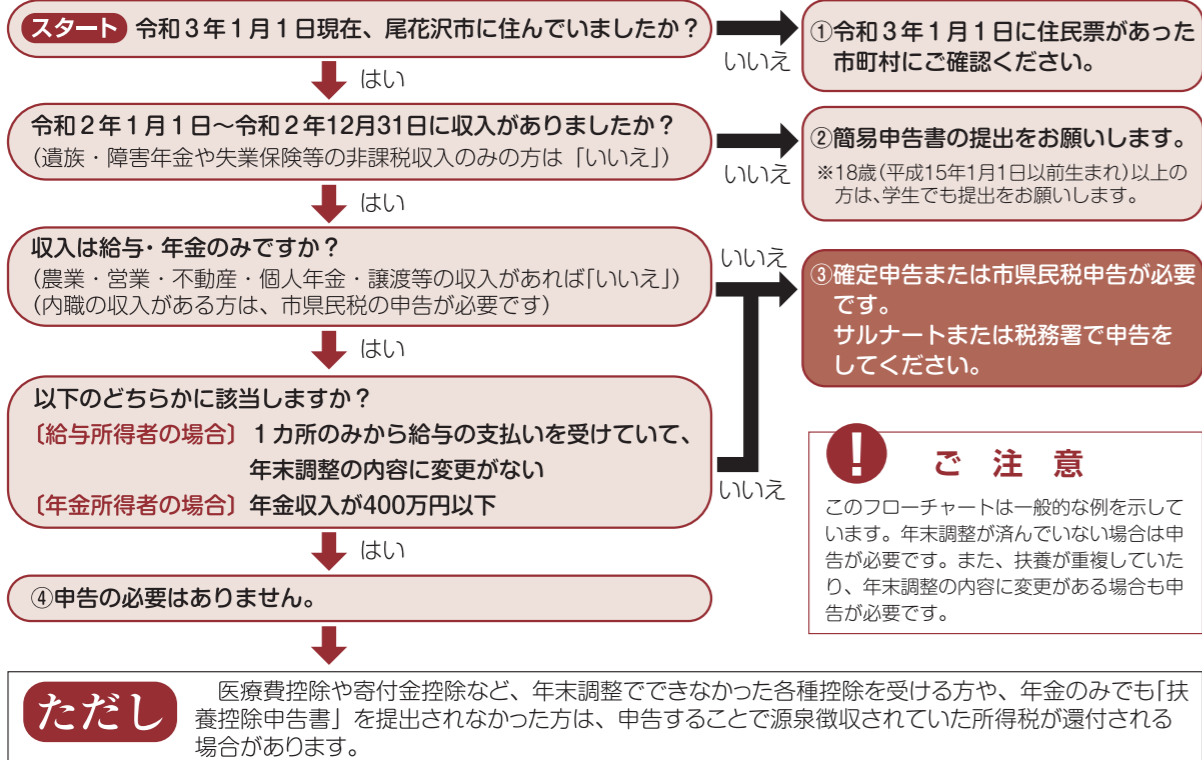 スタート 令和3年1月1日現在、尾花沢市に住んでいましたか?
いいえ
①令和3年1月1日に住民票があった
市町村にご確認ください。
はい
令和2年1月1日～令和2年12月31日に収入がありましたか?
(遺族・障害年金や失業保険等の非課税収入のみの方は「いいえ」)
いいえ
②簡易申告書の提出をお願いします。
※18歳(平成15年1月1日以前生まれ)以上の
方は、学生でも提出をお願いします。
はい
収入は給与・年金のみですか?
(農業・営業・不動産・個人年金・譲渡等の収入があれば「いいえ」)
(内職の収入がある方は、市県民税の申告が必要です)
いいえ
③確定申告または市県民税申告が必要
です。
サルナートまたは税務署で申告を
してください。
はい
以下のどちらかに該当しますか?
〔給与所得者の場合〕1カ所のみから給与の支払いを受けていて、
年末調整の内容に変更がない
〔年金所得者の場合〕年金収入が400万円以下
いいえ
はい
④申告の必要はありません。
! ご注意
このフローチャートは一般的な例を示して
います。年末調整が済んでいない場合は申
告が必要です。また、扶養が重複していた
り、年末調整の内容に変更がある場合も申
告が必要です。
ただし
医療費控除や寄付金控除など、年末調整でできなかった各種控除を受ける方や、年金のみでも「扶
養控除申告書」を提出されなかった方は、申告することで源泉徴収されていた所得税が還付される
場合があります。